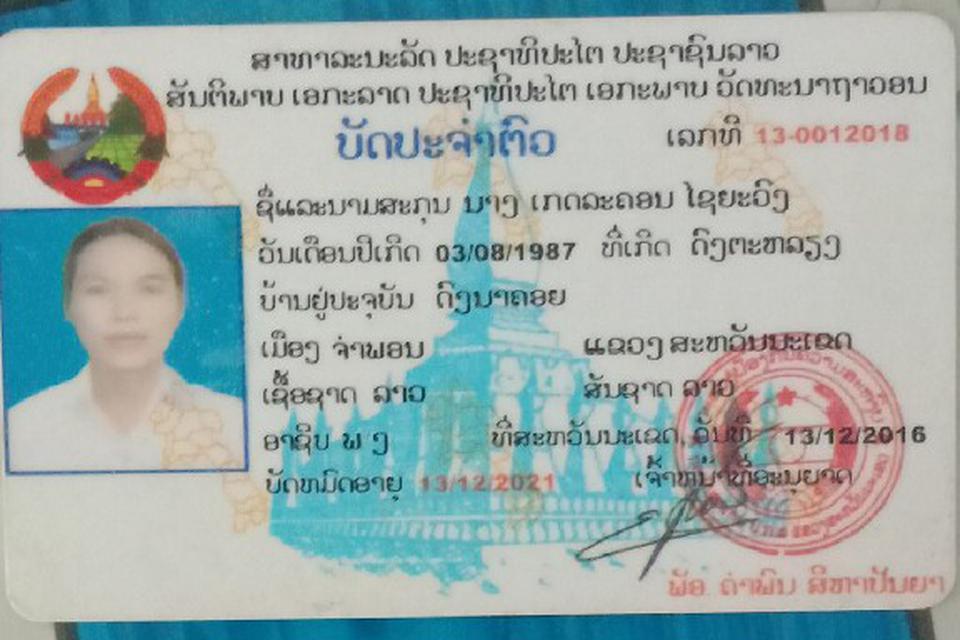 ສາທາລະນະລັດ ປະຊາທິປະໄຕ ປະຊາຊົນລາວ
ສັນຕິພາບ ເອກະລາດ ປະຊາທິປະໄຕ ເອກະພາບ ວັດທະນາຖາວອນ
ບັດປະຈຳຕົວ ເລກທີ 13-0012018
ຊື່ແລະນາມສະກຸນ ນາງ ເກດລະຄອນ ໄຊຍະວົງ
ວັນເດືອນປີເກີດ 03/08/1987 ທີ່ເກີດ ດົງຕະຫລຽງ
ບ້ານຢູ່ປະຈຸບັນ ດົງນາຄອຍ
ເມືອງ ຈຳພອນ ແຂວງ ສະຫວັນນະເຂດ
ເຊື້ອຊາດ ລາວ ສັນຊາດ ລາວ
ອາຊີບ ພ ງ ທີ່ສະຫວັນນະເຂດ, ວັນທີ 13/12/2016
ບັດຫມົດອາຍຸ 13/12/2021 ເຈົ້າຫນ້າທີ່ອະນຸຍາດ
ພັອ. ຄຳພົນ ສີຫາປັນຍາ